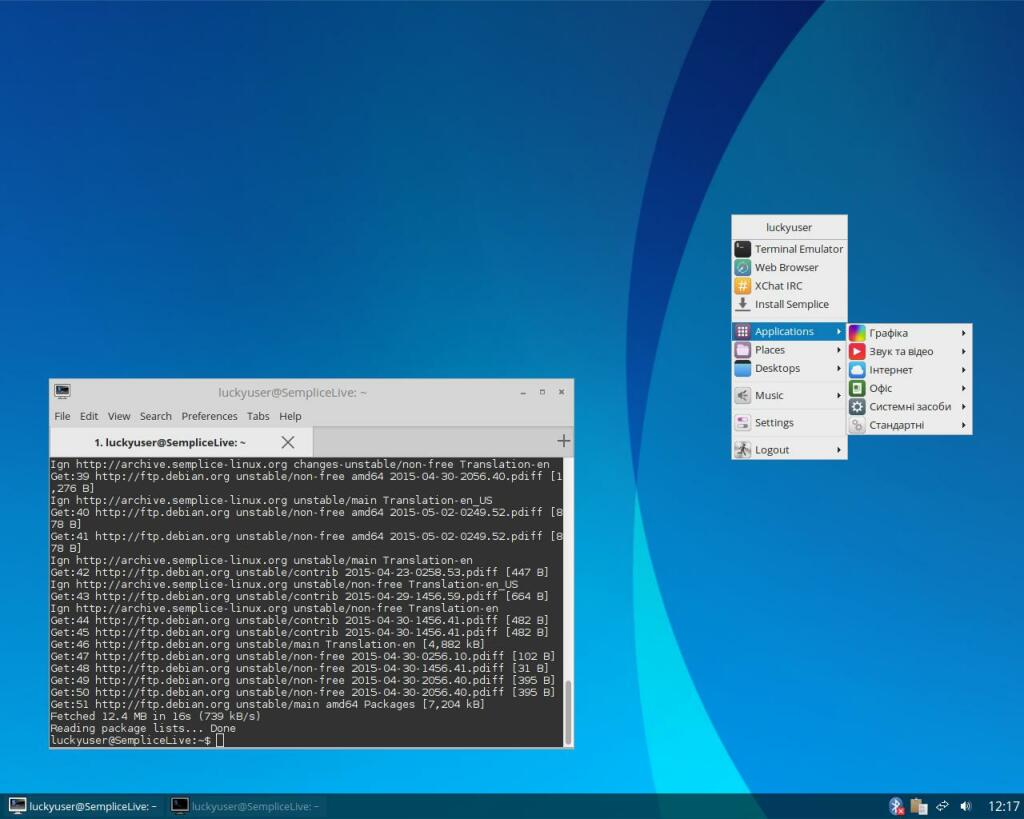 luckyuser
Terminal Emulator
Web Browser
XChat IRC
Install Semplice
Applications
Places
Desktops
Music
Settings
Logout
Графіка
Звук та відео
Інтернет
Офіс
Системні засоби
Стандартні
luckyuser@SempliceLive: ~
File Edit View Search Preferences Tabs Help
1. luckyuser@SempliceLive: ~
Ign http://archive.semplice-linux.org changes-unstable/non-free Translation-en
Get:39 http://ftp.debian.org unstable/non-free amd64 2015-04-30-2056.40.pdiff [1
,276 B]
Ign http://archive.semplice-linux.org unstable/main Translation-en_US
Get:40 http://ftp.debian.org unstable/non-free amd64 2015-05-02-0249.52.pdiff [8
78 B]
Get:41 http://ftp.debian.org unstable/non-free amd64 2015-05-02-0249.52.pdiff [8
78 B]
Ign http://archive.semplice-linux.org unstable/main Translation-en
Get:42 http://ftp.debian.org unstable/contrib 2015-04-23-0258.53.pdiff [447 B]
Ign http://archive.semplice-linux.org unstable/non-free Translation-en_US
Get:43 http://ftp.debian.org unstable/contrib 2015-04-29-1456.59.pdiff [664 B]
Ign http://archive.semplice-linux.org unstable/non-free Translation-en
Get:44 http://ftp.debian.org unstable/contrib 2015-04-30-1456.41.pdiff [482 B]
Get:45 http://ftp.debian.org unstable/contrib 2015-04-30-1456.41.pdiff [482 B]
Get:46 http://ftp.debian.org unstable/main Translation-en [4,882 kB]
Get:47 http://ftp.debian.org unstable/non-free 2015-04-30-0256.10.pdiff [102 B]
Get:48 http://ftp.debian.org unstable/non-free 2015-04-30-1456.41.pdiff [31 B]
Get:49 http://ftp.debian.org unstable/non-free 2015-04-30-2056.40.pdiff [395 B]
Get:50 http://ftp.debian.org unstable/non-free 2015-04-30-2056.40.pdiff [395 B]
Get:51 http://ftp.debian.org unstable/main amd64 Packages [7,204 kB]
Fetched 12.4 MB in 16s (739 kB/s)
Reading package lists... Done
luckyuser@SempliceLive:~$
luckyuser@SempliceLive: ~ luckyuser@SempliceLive: ~ 12:17